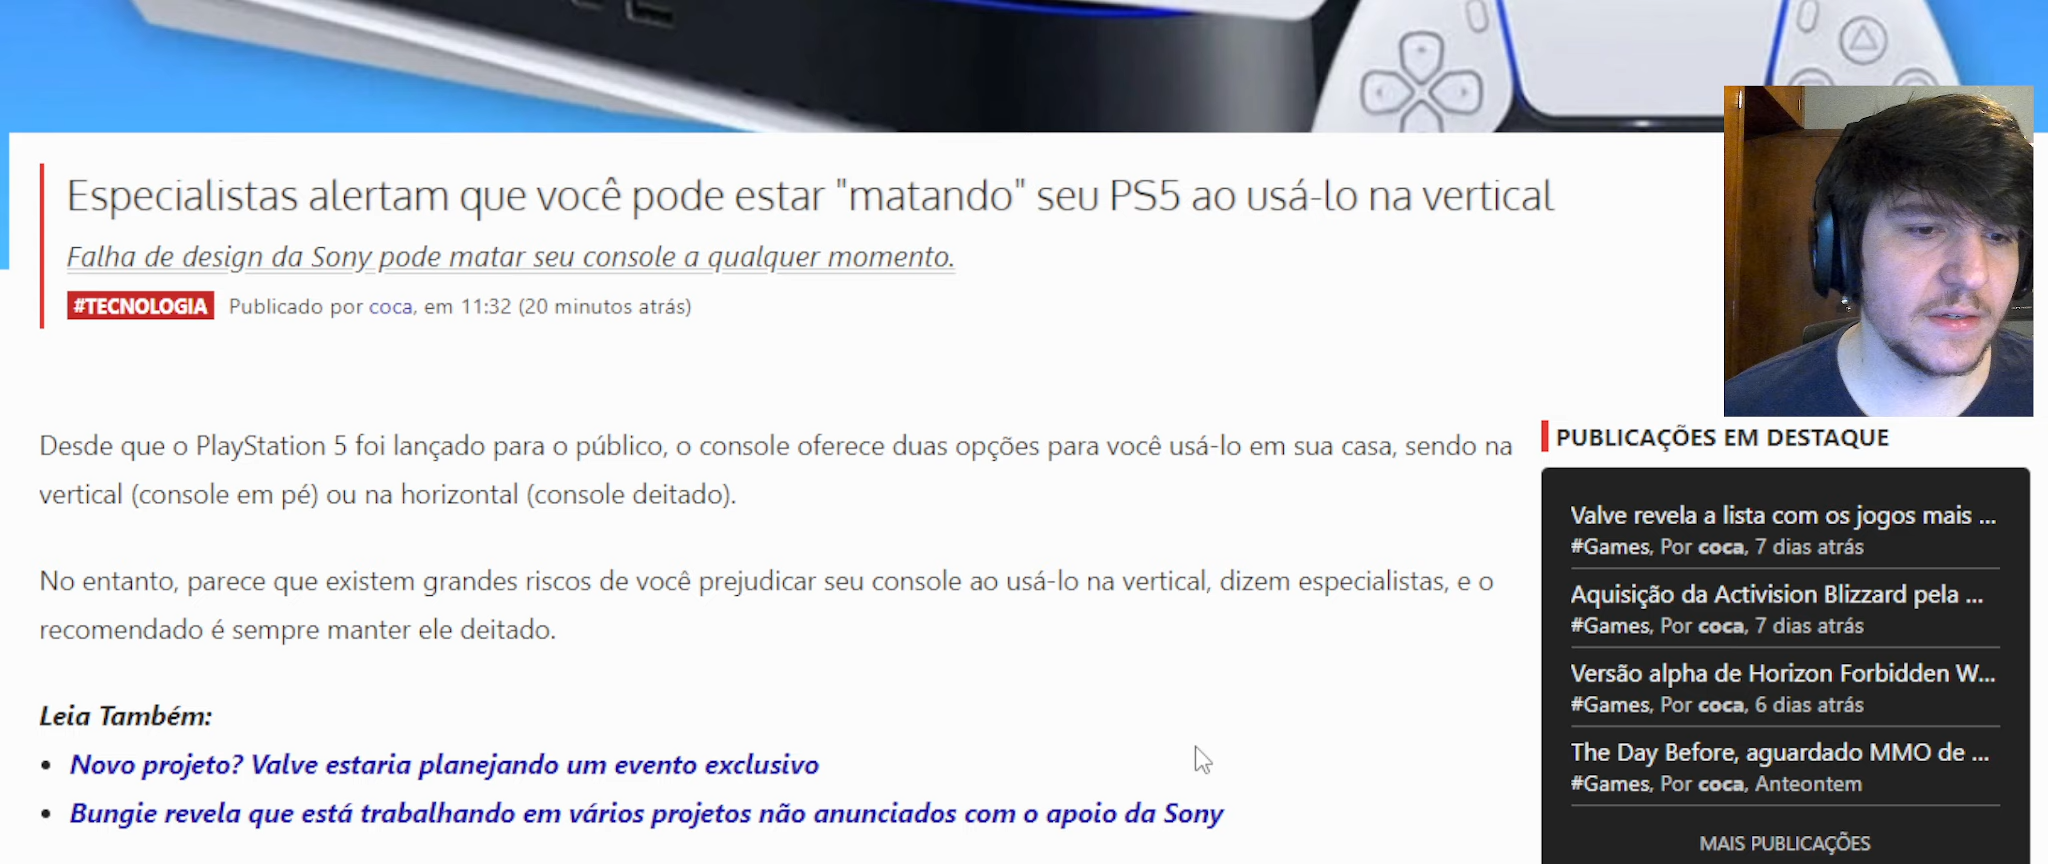 Especialistas alertam que você pode estar "matando" seu PS5 ao usá-lo na vertical
Falha de design da Sony pode matar seu console a qualquer momento.
#TECNOLOGIA Publicado por coca, em 11:32 (20 minutos atrás)
Desde que o PlayStation 5 foi lançado para o público, o console oferece duas opções para você usá-lo em sua casa, sendo na
vertical (console em pé) ou na horizontal (console deitado).
No entanto, parece que existem grandes riscos de você prejudicar seu console ao usá-lo na vertical, dizem especialistas, e o
recomendado é sempre manter ele deitado.
Leia Também:
• Novo projeto? Valve estaria planejando um evento exclusivo
• Bungie revela que está trabalhando em vários projetos não anunciados com o apoio da Sony
PUBLICAÇÕES EM DESTAQUE
Valve revela a lista com os jogos mais ...
#Games, Por coca, 7 dias atrás
Aquisição da Activision Blizzard pela ...
#Games, Por coca, 7 dias atrás
Versão alpha de Horizon Forbidden W...
#Games, Por coca, 6 dias atrás
The Day Before, aguardado MMO de ...
#Games, Por coca, Anteontem
MAIS PUBLICAÇÕES